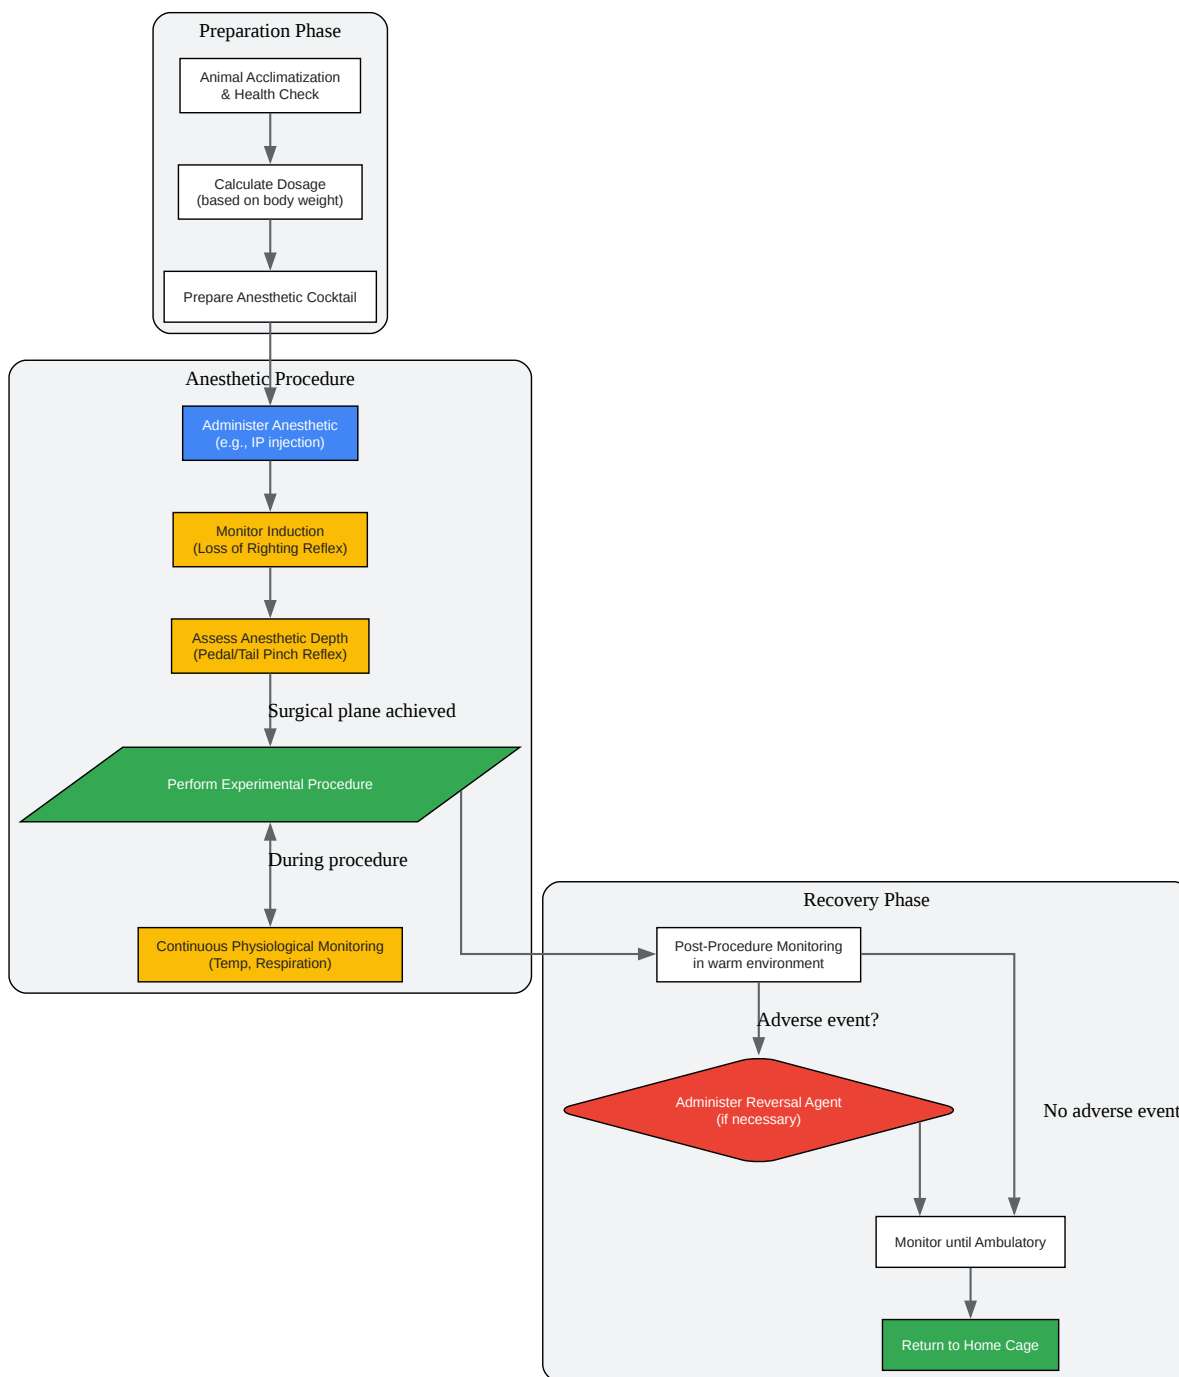 Preparation Phase
Animal Acclimatization
& Health Check
Calculate Dosage
(based on body weight)
Prepare Anesthetic Cocktail
Anesthetic Procedure
Administer Anesthetic
(e.g., IP injection)
Monitor Induction
(Loss of Righting Reflex)
Assess Anesthetic Depth
(Pedal/Tail Pinch Reflex)
Surgical plane achieved
Perform Experimental Procedure
During procedure
Continuous Physiological Monitoring
(Temp, Respiration)
Recovery Phase
Post-Procedure Monitoring
in warm environment
Adverse event?
Administer Reversal Agent
(if necessary)
No adverse event
Monitor until Ambulatory
Return to Home Cage